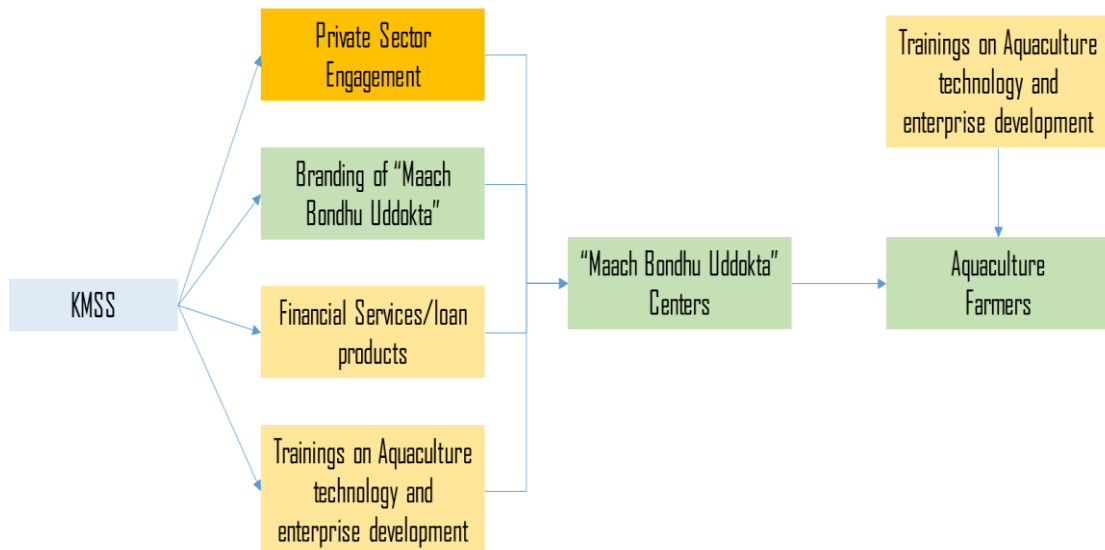 Private Sector
Engagement
Trainings on Aquaculture
technology and
enterprise development
Branding of “Maach
Bondhu Uddokta”
KMSS
“Maach Bondhu Uddokta”
Centers
Aquaculture
Farmers
Financial Services/loan
products
Trainings on Aquaculture
technology and
enterprise development